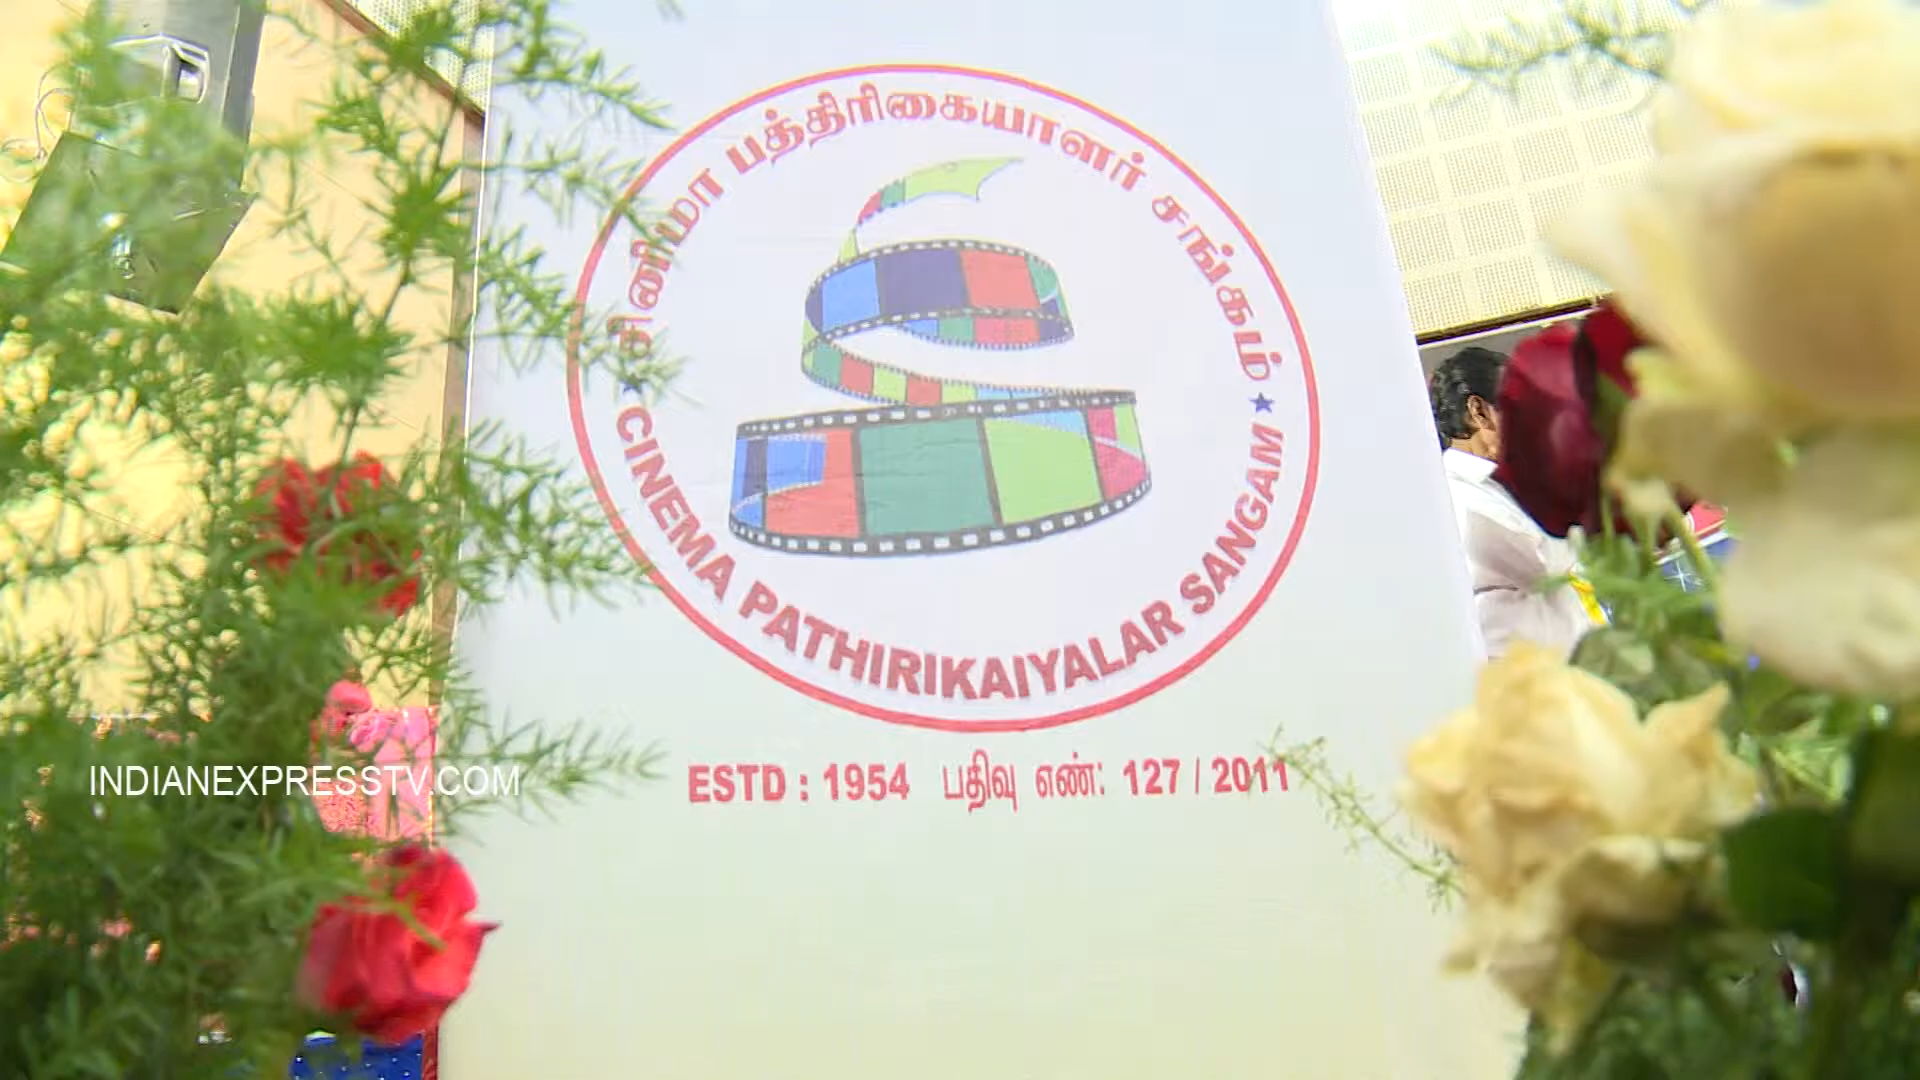 சினிமா பத்திரிகையாளர் சங்கம்
CINEMA PATHIRIKAIYALAR SANGAM
ESTD : 1954 பதிவு எண்: 127 / 2011
INDIANEXPRESSTV.COM